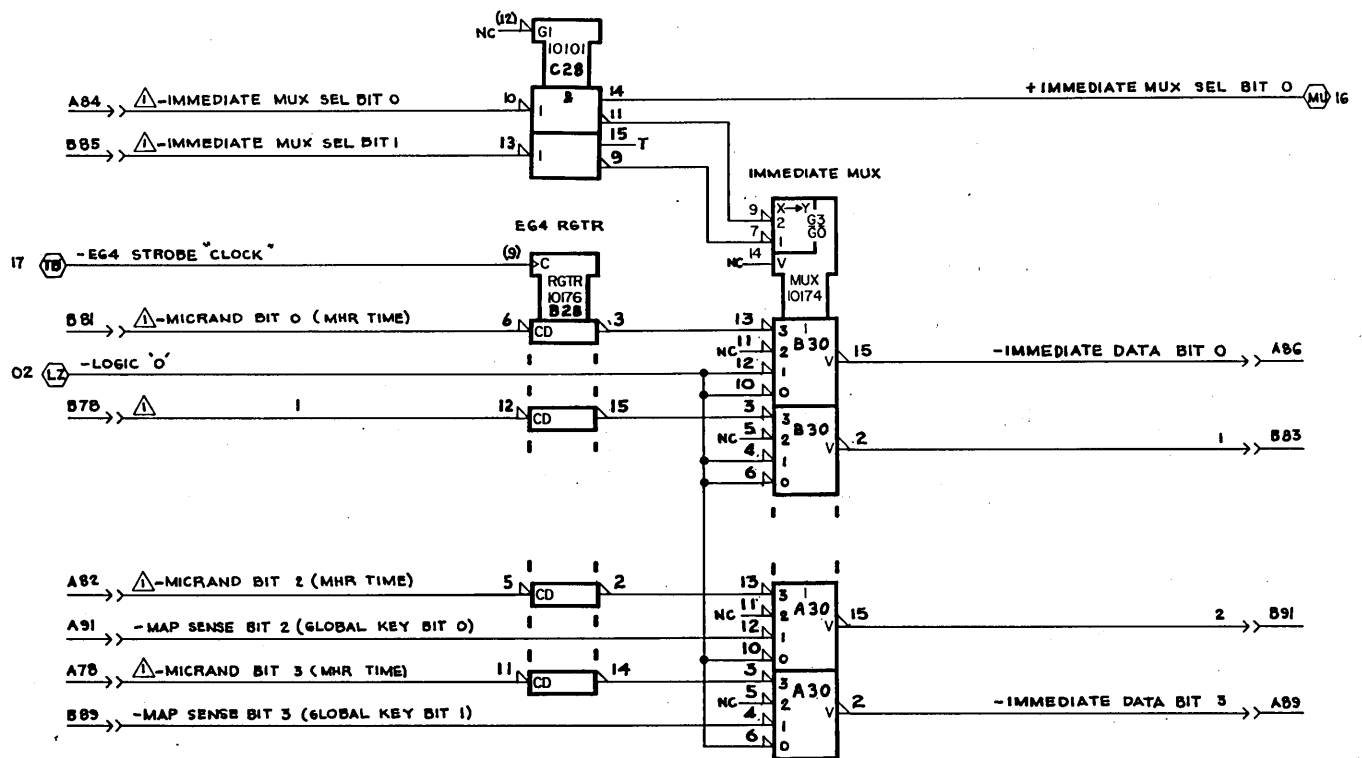 (12)
NC
G1
10101
C28
A84 1 -IMMEDIATE MUX SEL BIT 0 10 1 & 14 +IMMEDIATE MUX SEL BIT 0 MU 16
11
B85 1 -IMMEDIATE MUX SEL BIT 1 13 1 15 T
9
IMMEDIATE MUX
9 X→Y
2 G3
7 1 G0
14
NC V
MUX
10174
E64 RGTR
17 TB -E64 STROBE "CLOCK" (9) C
RGTR
10176
B28
B81 1 -MICRAND BIT 0 (MHR TIME) 6 CD 3 13 3 1
B30
NC 11 2
V 15 -IMMEDIATE DATA BIT 0 A86
02 LZ -LOGIC '0' 12 1
10 0
B78 1 1 12 CD 15 3 3
B30
NC 5 2
V 2 1 B83
4 1
6 0
A82 1 -MICRAND BIT 2 (MHR TIME) 5 CD 2 13 3 1
A30
NC 11 2
V 15 2 B91
A91 -MAP SENSE BIT 2 (GLOBAL KEY BIT 0) 12 1
10 0
A78 1 -MICRAND BIT 3 (MHR TIME) 11 CD 14 3 3
A30
NC 5 2
V 2 -IMMEDIATE DATA BIT 3 A89
B89 -MAP SENSE BIT 3 (GLOBAL KEY BIT 1) 4 1
6 0